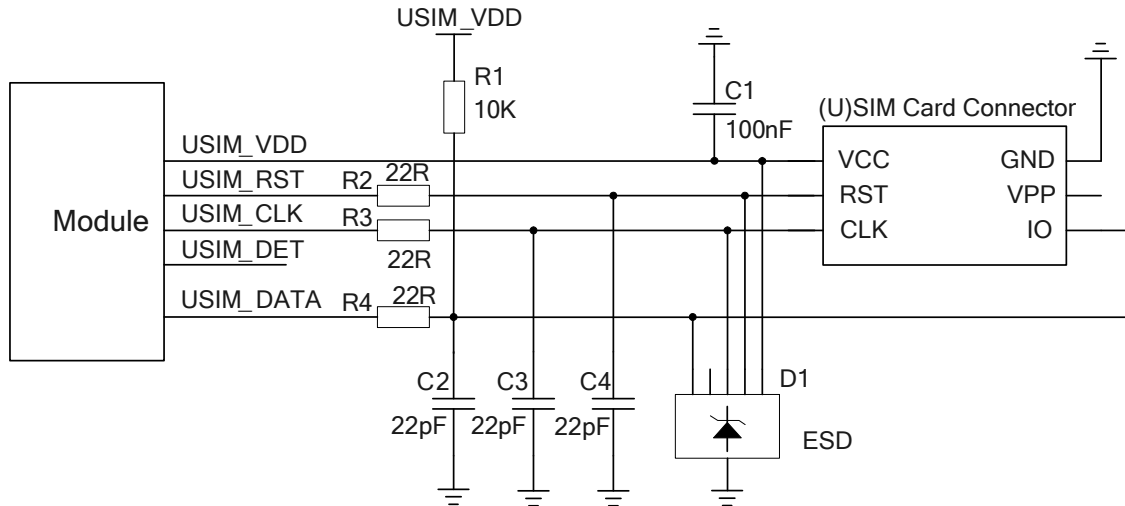 USIM_VDD
R1
10K
C1
100nF
(U)SIM Card Connector
Module
USIM_VDD
USIM_RST
R2
22R
USIM_CLK
R3
22R
USIM_DET
USIM_DATA
R4
22R
VCC
GND
RST
VPP
CLK
IO
C2
22pF
C3
22pF
C4
22pF
D1
ESD